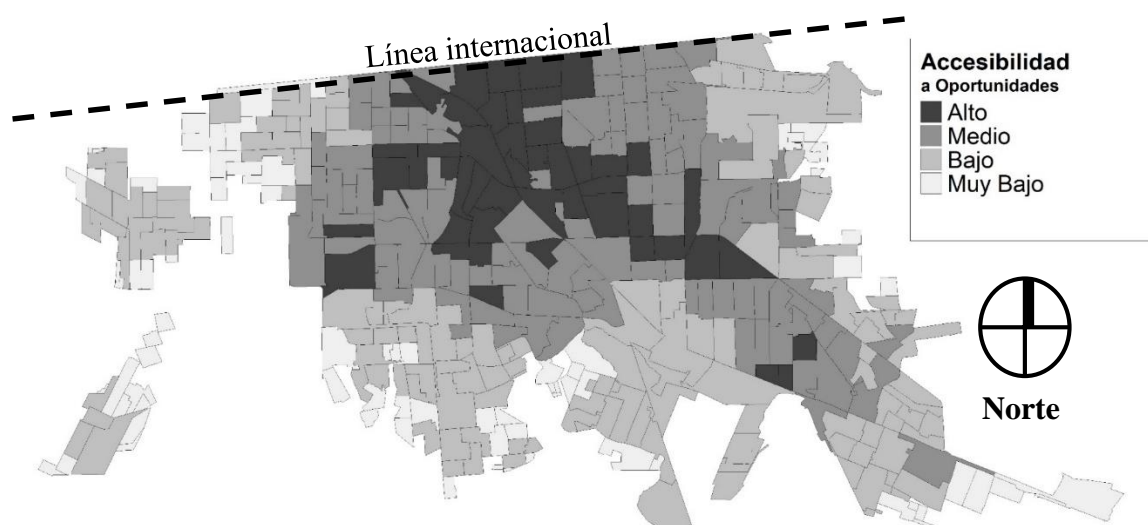 Línea internacional
Accesibilidad
a Oportunidades
Alto
Medio
Bajo
Muy Bajo
Norte